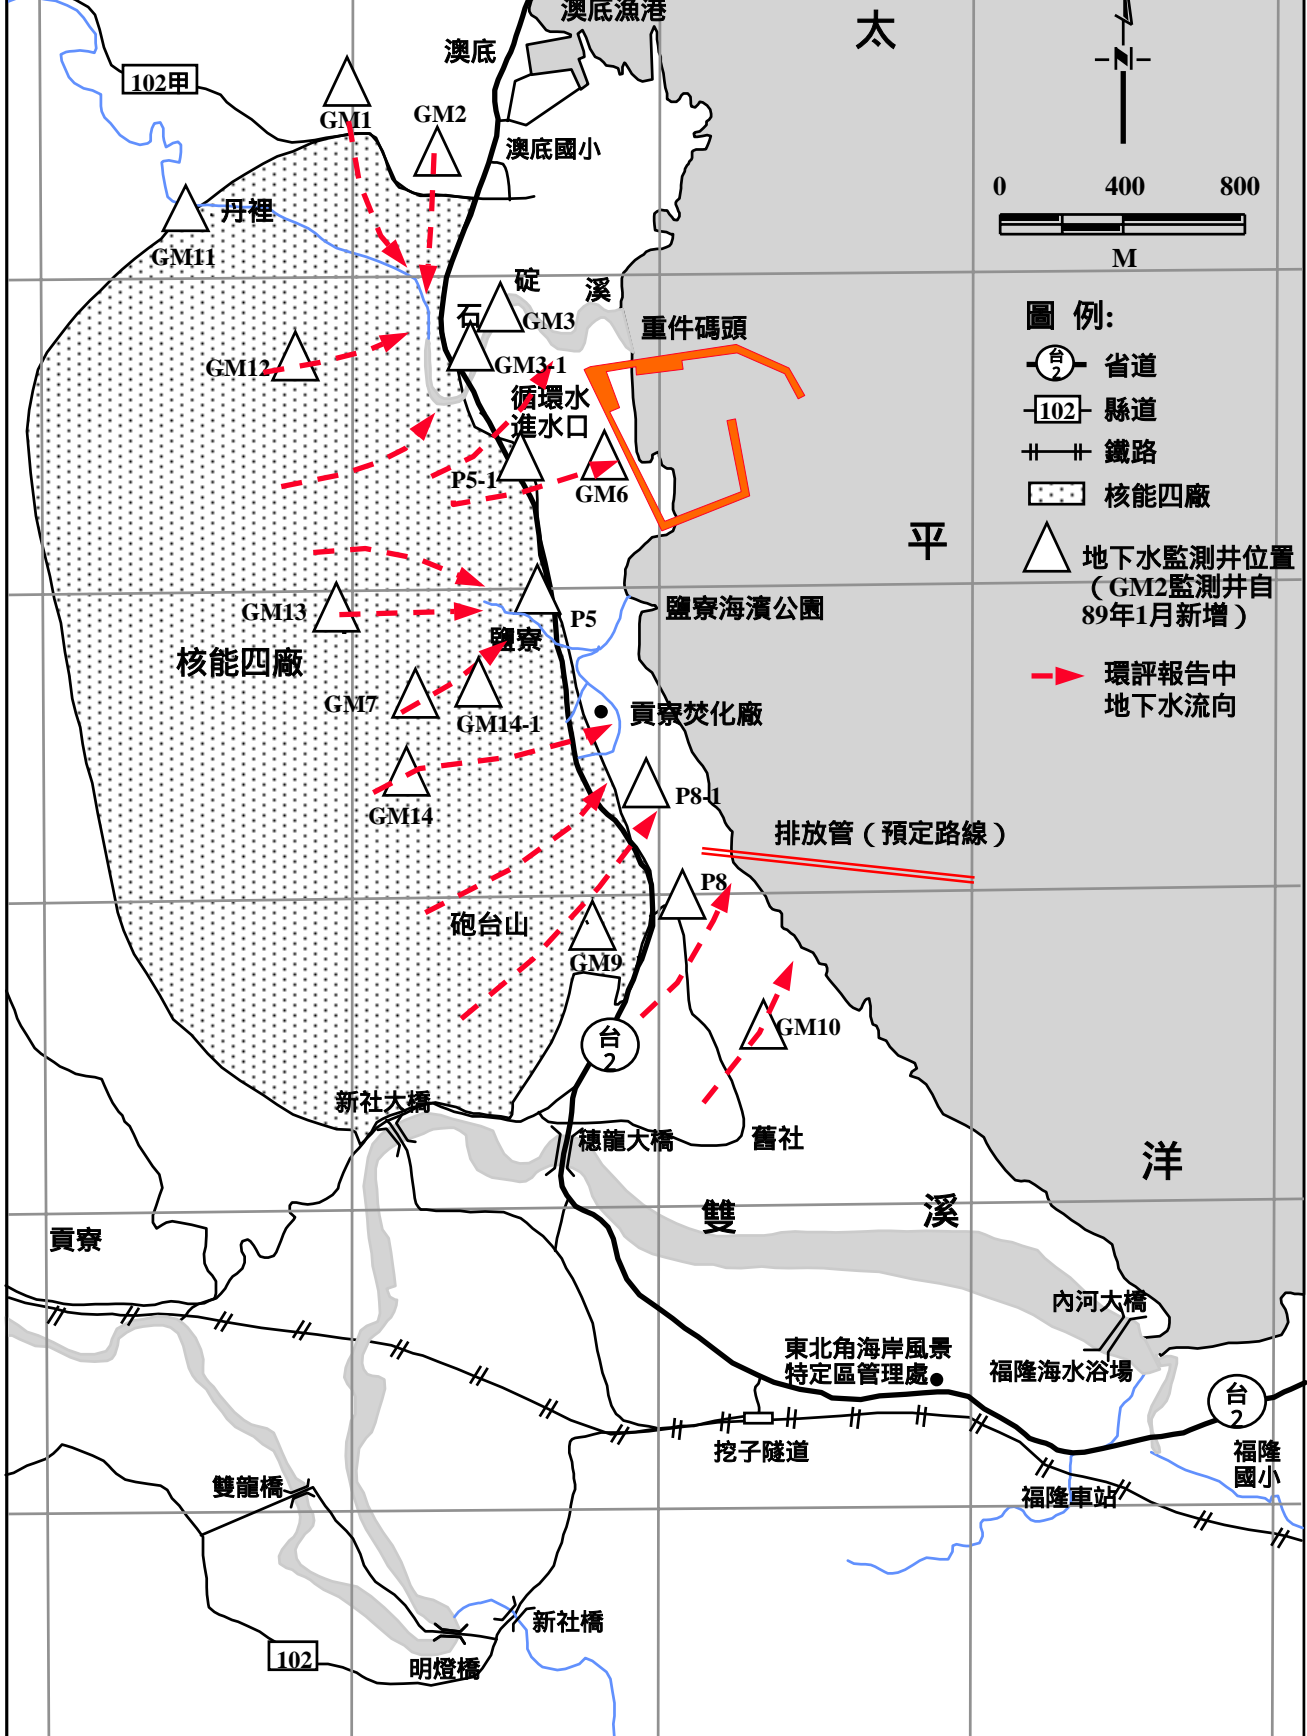 澳底漁港
太
澳底
102甲
GM1
GM2
澳底國小
N
0 400 800
M
丹裡
GM11
碇
溪
石
GM3
重件碼頭
GM3-1
GM12
循環水
進水口
P5-1
GM6
圖 例:
台
2
省道
102
縣道
鐵路
核能四廠
地下水監測井位置
（GM2監測井自
89年1月新增）
環評報告中
地下水流向
平
GM13
P5
鹽寮海濱公園
鹽寮
核能四廠
GM7
GM14-1
貢寮焚化廠
GM14
P8-1
排放管（預定路線）
P8
砲台山
GM9
GM10
台
2
新社大橋
穗龍大橋
舊社
洋
雙
溪
貢寮
內河大橋
東北角海岸風景
特定區管理處
福隆海水浴場
台
2
挖子隧道
福隆
國小
雙龍橋
福隆車站
新社橋
102
明燈橋